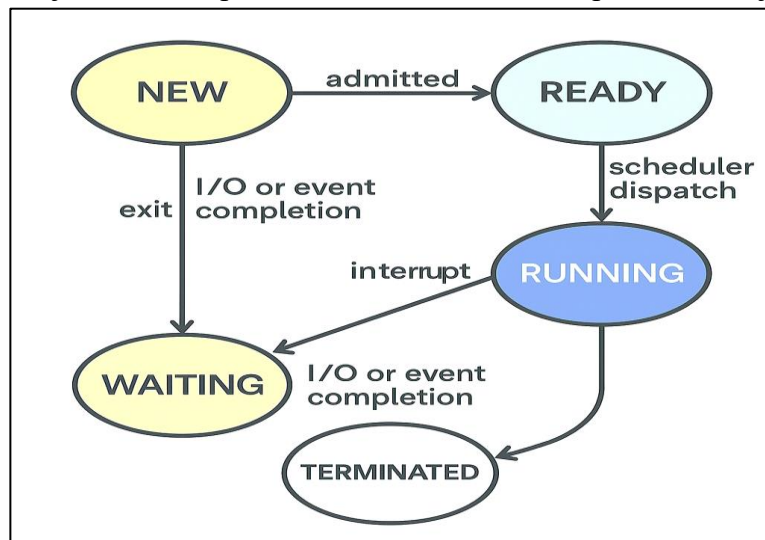 NEW
admitted
READY
scheduler
dispatch
exit
I/O or event
completion
interrupt
RUNNING
WAITING
I/O or event
completion
TERMINATED